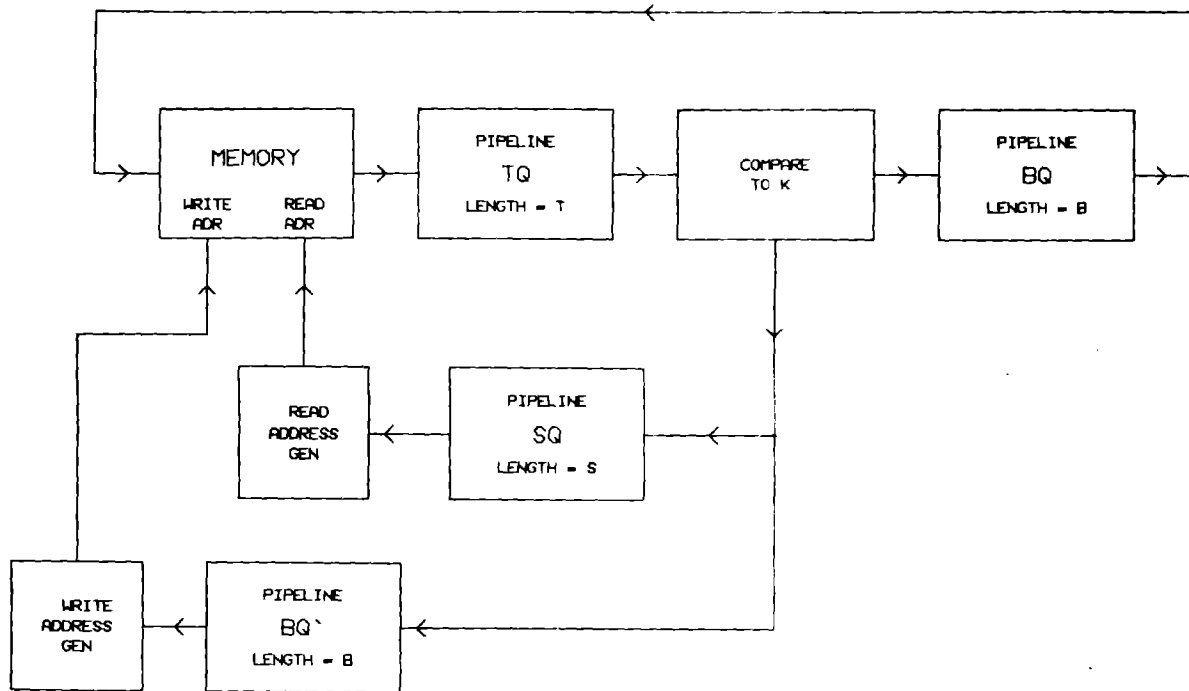 MEMORY
WRITE ADR
READ ADR
PIPELINE
TQ
LENGTH = T
COMPARE
TO K
PIPELINE
BQ
LENGTH = B
READ
ADDRESS
GEN
PIPELINE
SQ
LENGTH = S
WRITE
ADDRESS
GEN
PIPELINE
BQ`
LENGTH = B